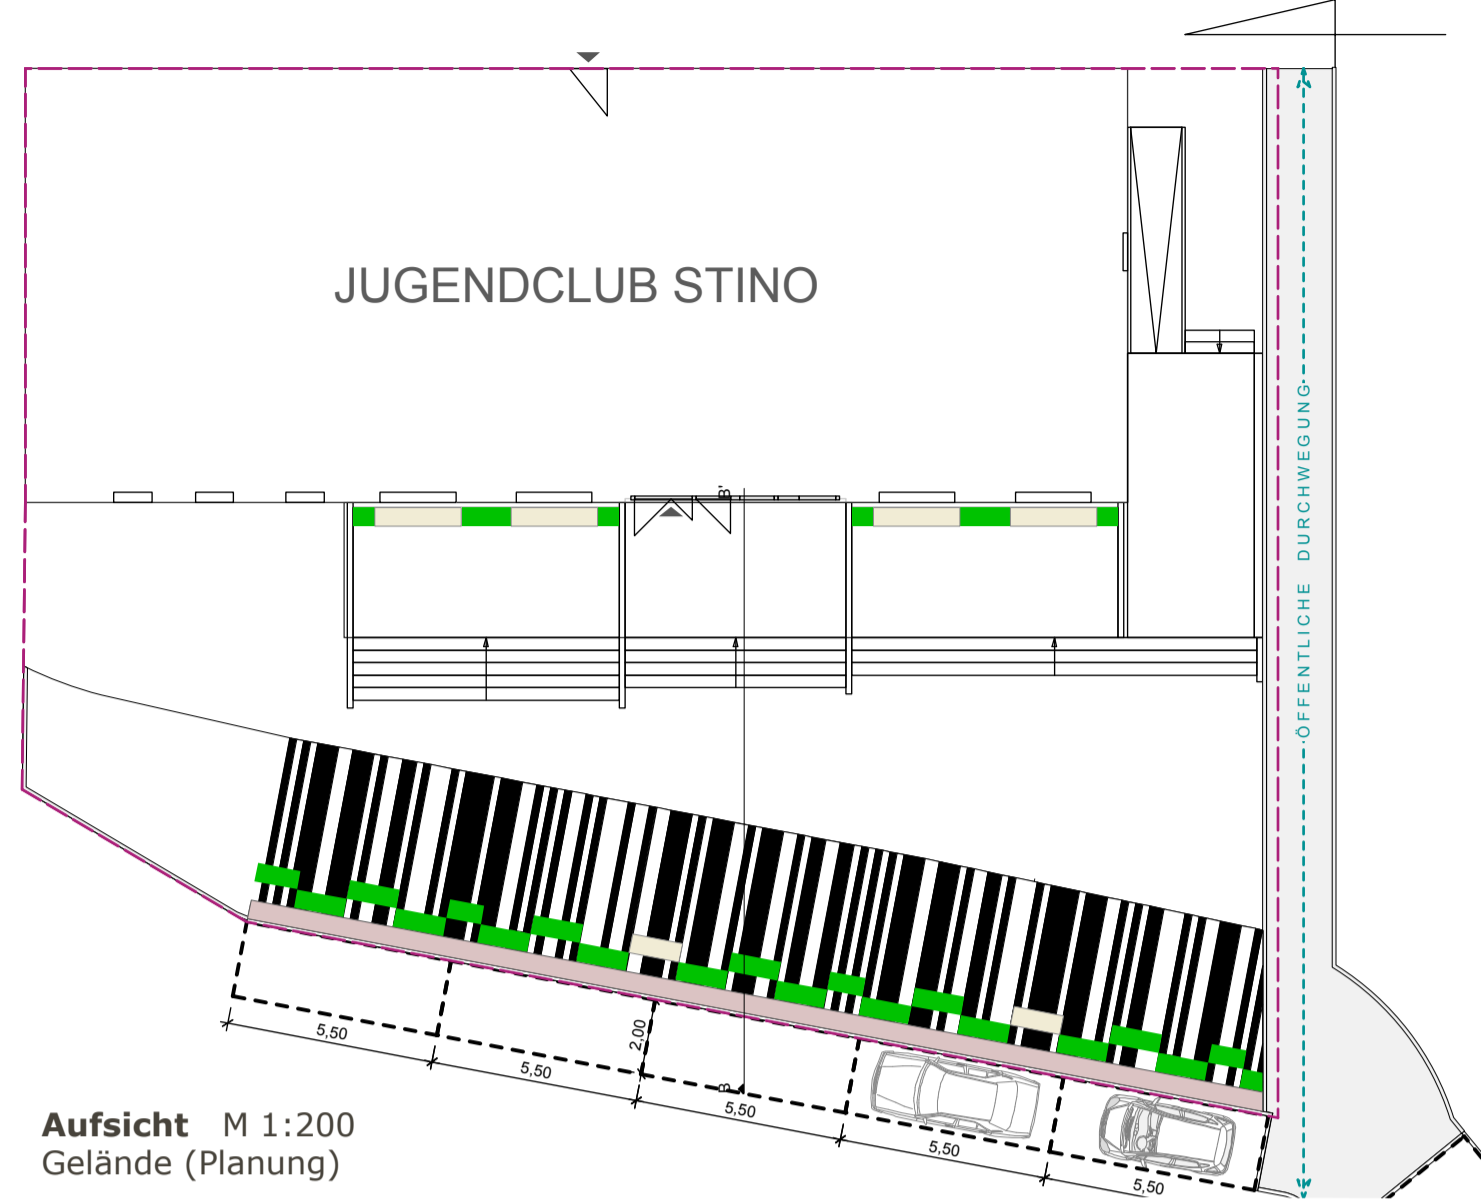 JUGENDCLUB STINO
ÖFFENTLICHE DURCHWEGUNG
B'
B
2,00
5,50
5,50
5,50
5,50
5,50
Aufsicht M 1:200
Gelände (Planung)